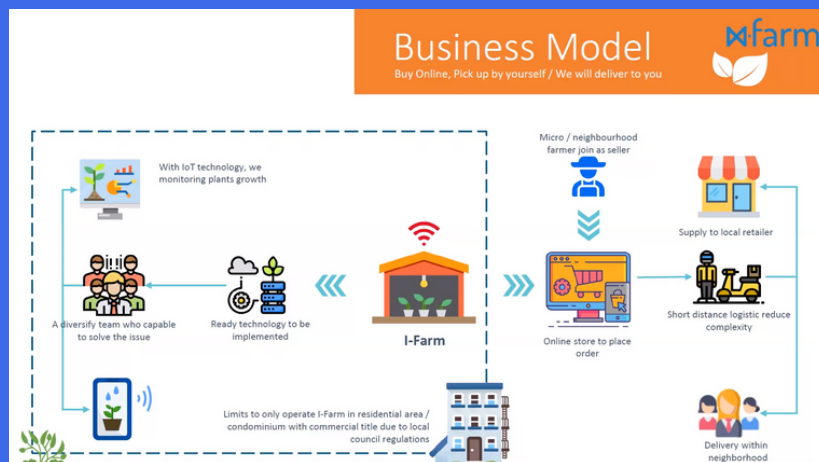 Business Model
Buy Online, Pick up by yourself / We will deliver to you
farm
With IoT technology, we
monitoring plants growth
A diversify team who capable
to solve the issue
Ready technology to be
implemented
I-Farm
Limits to only operate I-Farm in residential area /
condominium with commercial title due to local
council regulations
Micro / neighbourhood
farmer join as seller
Online store to place
order
Supply to local retailer
Short distance logistic reduce
complexity
Delivery within
neighborhood